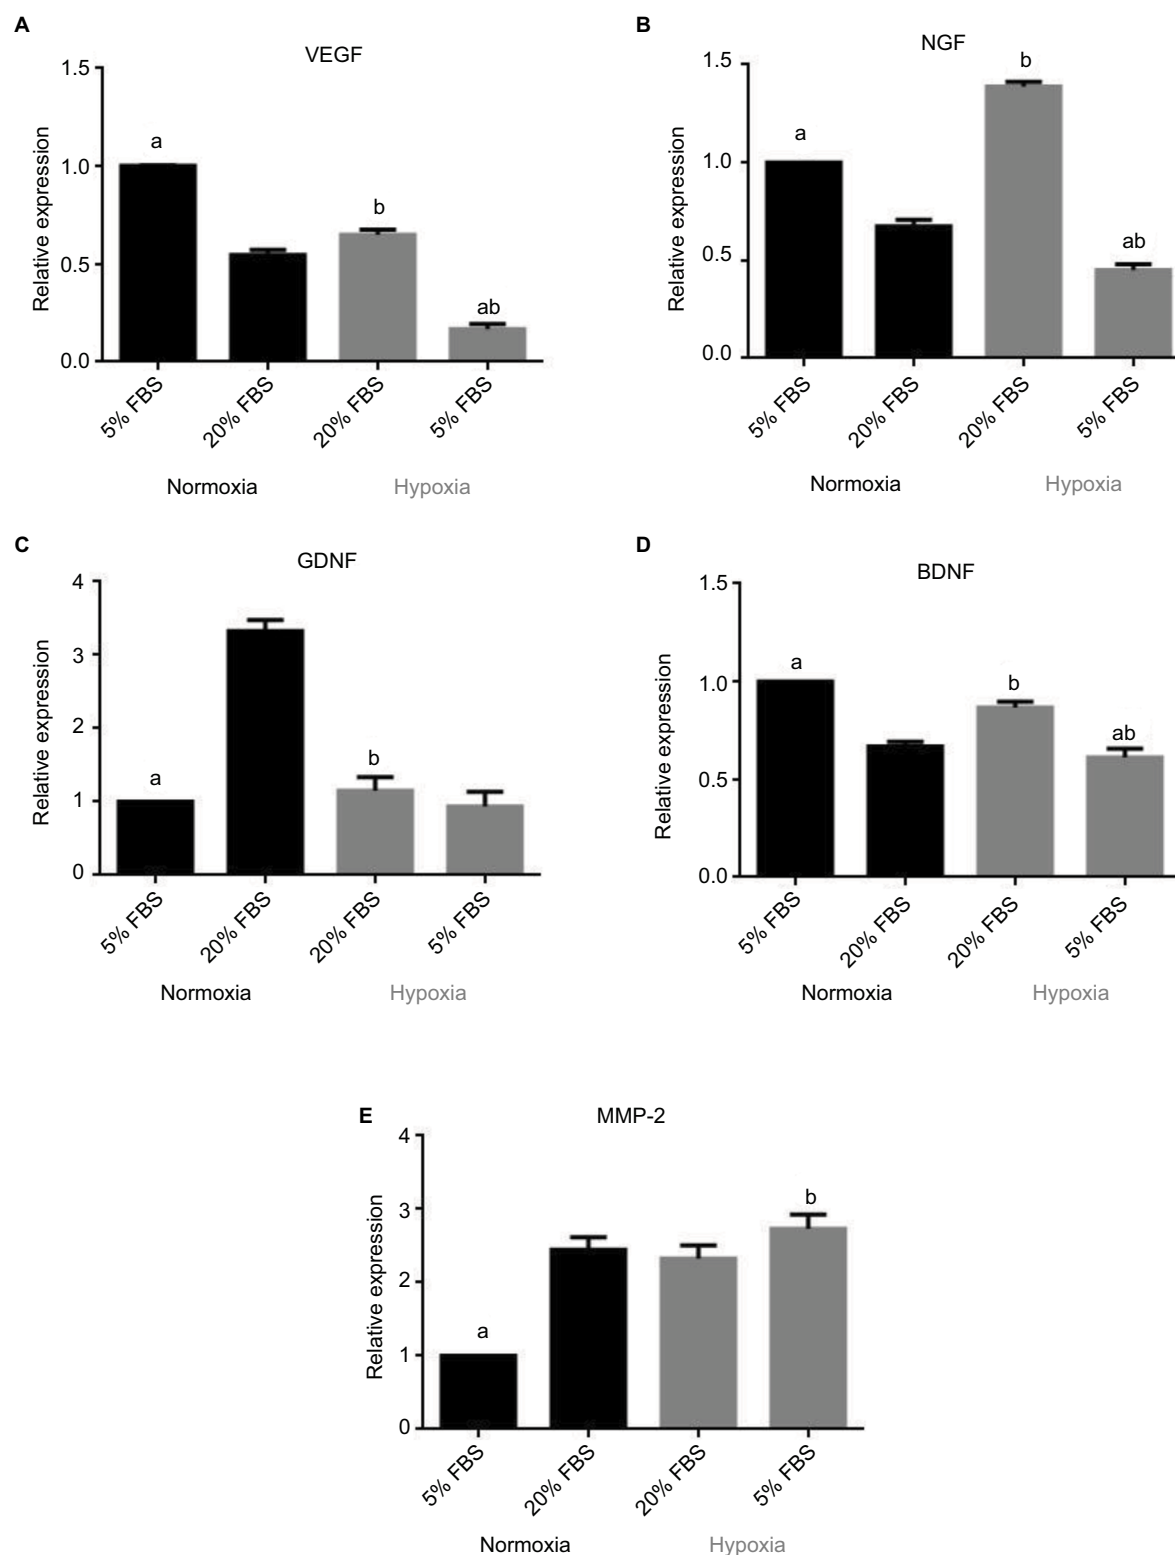 A
VEGF
Relative expression
1.5
1.0
0.5
0.0
a
b
ab
5% FBS
20% FBS
20% FBS
5% FBS
Normoxia
Hypoxia
B
NGF
Relative expression
1.5
1.0
0.5
0.0
a
b
ab
5% FBS
20% FBS
20% FBS
5% FBS
Normoxia
Hypoxia
C
GDNF
Relative expression
4
3
2
1
0
a
b
5% FBS
20% FBS
20% FBS
5% FBS
Normoxia
Hypoxia
D
BDNF
Relative expression
1.5
1.0
0.5
0.0
a
b
ab
5% FBS
20% FBS
20% FBS
5% FBS
Normoxia
Hypoxia
E
MMP-2
Relative expression
4
3
2
1
0
a
b
5% FBS
20% FBS
20% FBS
5% FBS
Normoxia
Hypoxia